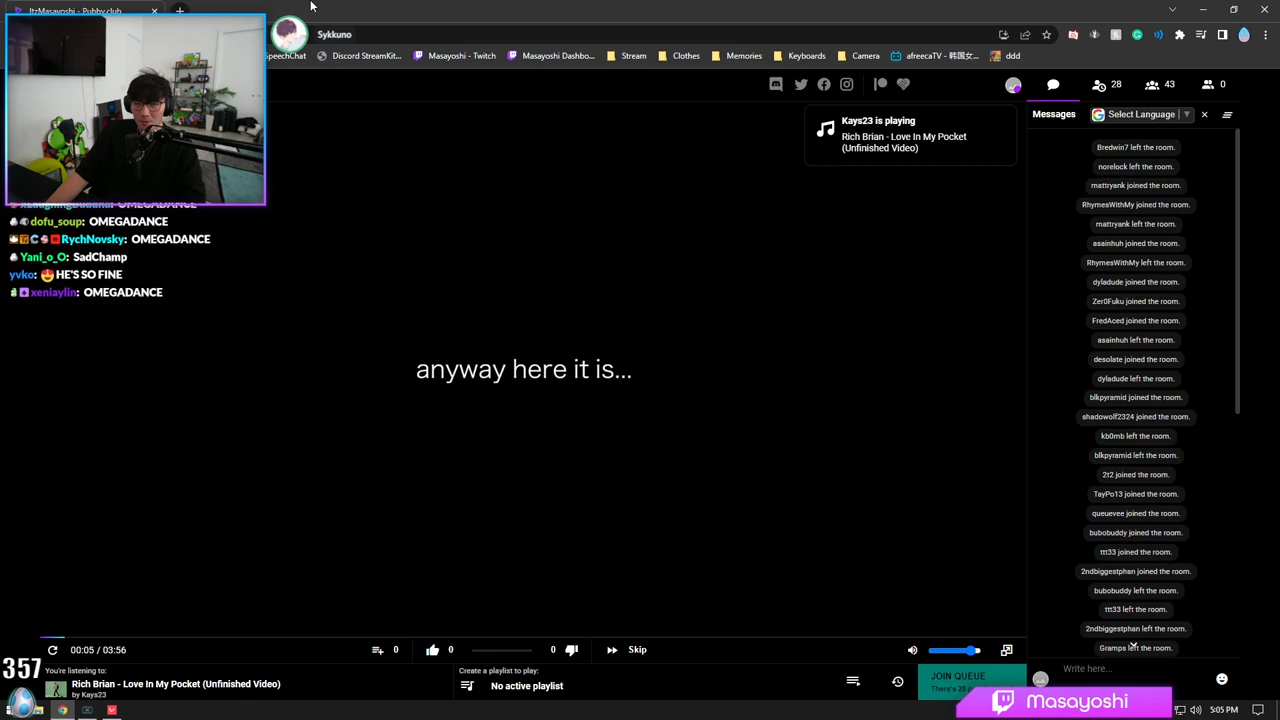 ItzMasayoshi - Pubby.club
Sykkuno
SpeechChat
Discord StreamKit...
Masayoshi - Twitch
Masayoshi Dashbo...
Stream
Clothes
Memories
Keyboards
Camera
afreecaTV - 韩国女...
ddd
28
43
0
Kays23 is playing
Rich Brian - Love In My Pocket
(Unfinished Video)
Messages
Select Language
Bredwin7 left the room.
norelock left the room.
mattryank joined the room.
RhymesWithMy joined the room.
mattryank left the room.
asainhuh joined the room.
RhymesWithMy left the room.
dyladude joined the room.
Zer0Fuku joined the room.
FredAced joined the room.
asainhuh left the room.
desolate joined the room.
dyladude left the room.
blkpyramid joined the room.
shadowolf2324 joined the room.
kb0mb left the room.
blkpyramid left the room.
2t2 joined the room.
TayPo13 joined the room.
queuevee joined the room.
bubobuddy joined the room.
ttt33 joined the room.
2ndbiggestphan joined the room.
bubobuddy left the room.
ttt33 left the room.
2ndbiggestphan left the room.
Gramps left the room.
dofu_soup: OMEGADANCE
RychNovsky: OMEGADANCE
Yani_o_O: SadChamp
yvko: HE'S SO FINE
xeniaylin: OMEGADANCE
anyway here it is...
00:05 / 03:56
0
0
0
Skip
357
You're listening to:
Rich Brian - Love In My Pocket (Unfinished Video)
by Kays23
Create a playlist to play:
No active playlist
JOIN QUEUE
There's 28
Write here...
Masayoshi
5:05 PM